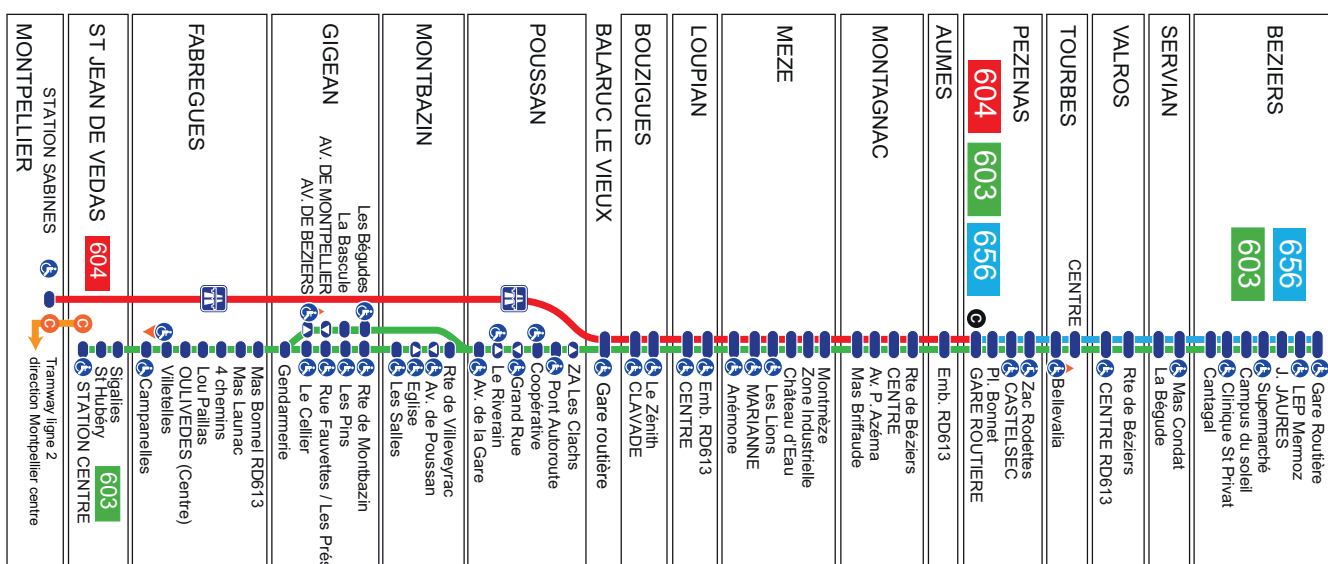 BEZIERS
656
603
Gare Routière
LEP Mermoz
J. JAURES
Supermarché
Campus du soleil
Clinique St Privat
Cantagal
SERVIAN
Mas Condat
La Bégude
VALROS
Rte de Béziers
CENTRE RD613
TOURBES
CENTRE
Bellevalia
PEZENAS
604
603
656
Zac Rodettes
CASTELSEC
Pl. Bonnet
C
GARE ROUTIERE
AUMES
Emb. RD613
MONTAGNAC
Rte de Béziers
CENTRE
Av. P. Azéma
Mas Briffaude
MEZE
Montmèze
Zone Industrielle
Château d'Eau
Les Lions
MARIANNE
Anémone
LOUPIAN
Emb. RD613
CENTRE
BOUZIGUES
Le Zénith
CLAVADE
BALARUC LE VIEUX
Gare routière
POUSSAN
ZA Les Clachs
Pont Autoroute
Coopérative
Grand Rue
Le Riverain
Av. de la Gare
MONTBAZIN
Rte de Villeveyrac
Av. de Poussan
Eglise
Les Salles
GIGEAN
Les Bégudes
La Bascule
AV. DE MONTPELLIER
AV. DE BEZIERS
Rte de Montbazin
Les Pins
Rue Fauvettes / Les Prés
Le Cellier
Gendarmerie
FABREGUES
Mas Bonnel RD613
Mas Launac
4 chemins
Lou Paillas
OULIVEDES (Centre)
Villetelles
Campanelles
ST JEAN DE VEDAS
604
Sigalies
St Hubéry
STATION CENTRE
603
C
STATION SABINES
MONTPELLIER
C
Tramway ligne 2
direction Montpellier centre